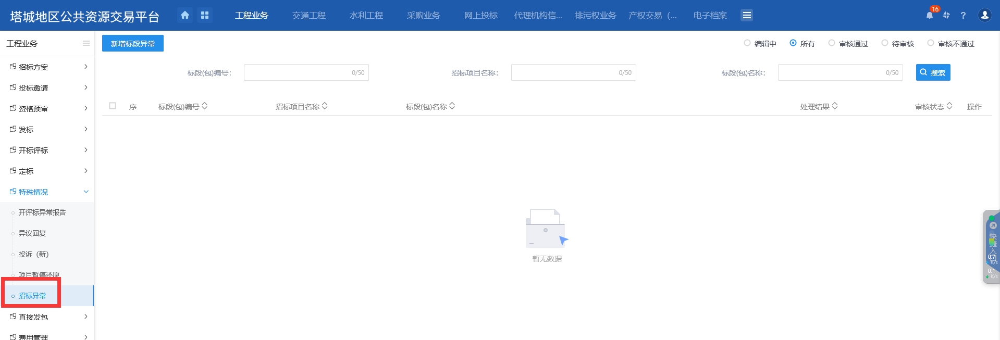 塔城地区公共资源交易平台
工程业务 交通工程 水利工程 采购业务 网上投标 代理机构信... 排污权业务 产权交易（... 电子档案
16
?
工程业务
招标方案
投标邀请
资格预审
发标
开标评标
定标
特殊情况
开评标异常报告
异议回复
投诉（新）
项目暂停还原
招标异常
直接发包
费用管理
新增标段异常
编辑中 所有 审核通过 待审核 审核不通过
标段(包)编号： 0/50 招标项目名称： 0/50 标段(包)名称： 0/50 搜索
序 标段(包)编号 招标项目名称 标段(包)名称 处理结果 审核状态 操作
暂无数据
快
捷
入
0.7
K/s
0.1
K/s